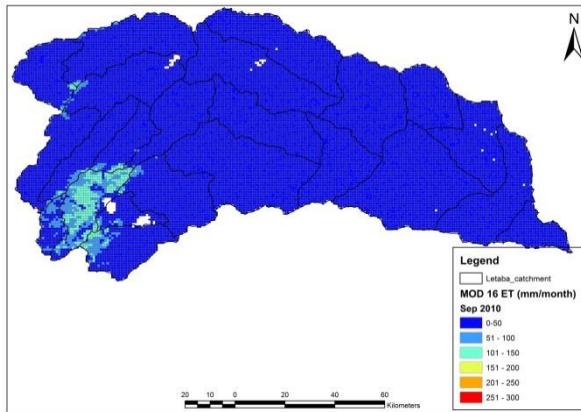 N
Legend
Letaba_catchment
MOD 16 ET (mm/month)
Sep 2010
0-50
51 - 100
101 - 150
151 - 200
201 - 250
251 - 300
20 10 0 20 40 60
Kilometers